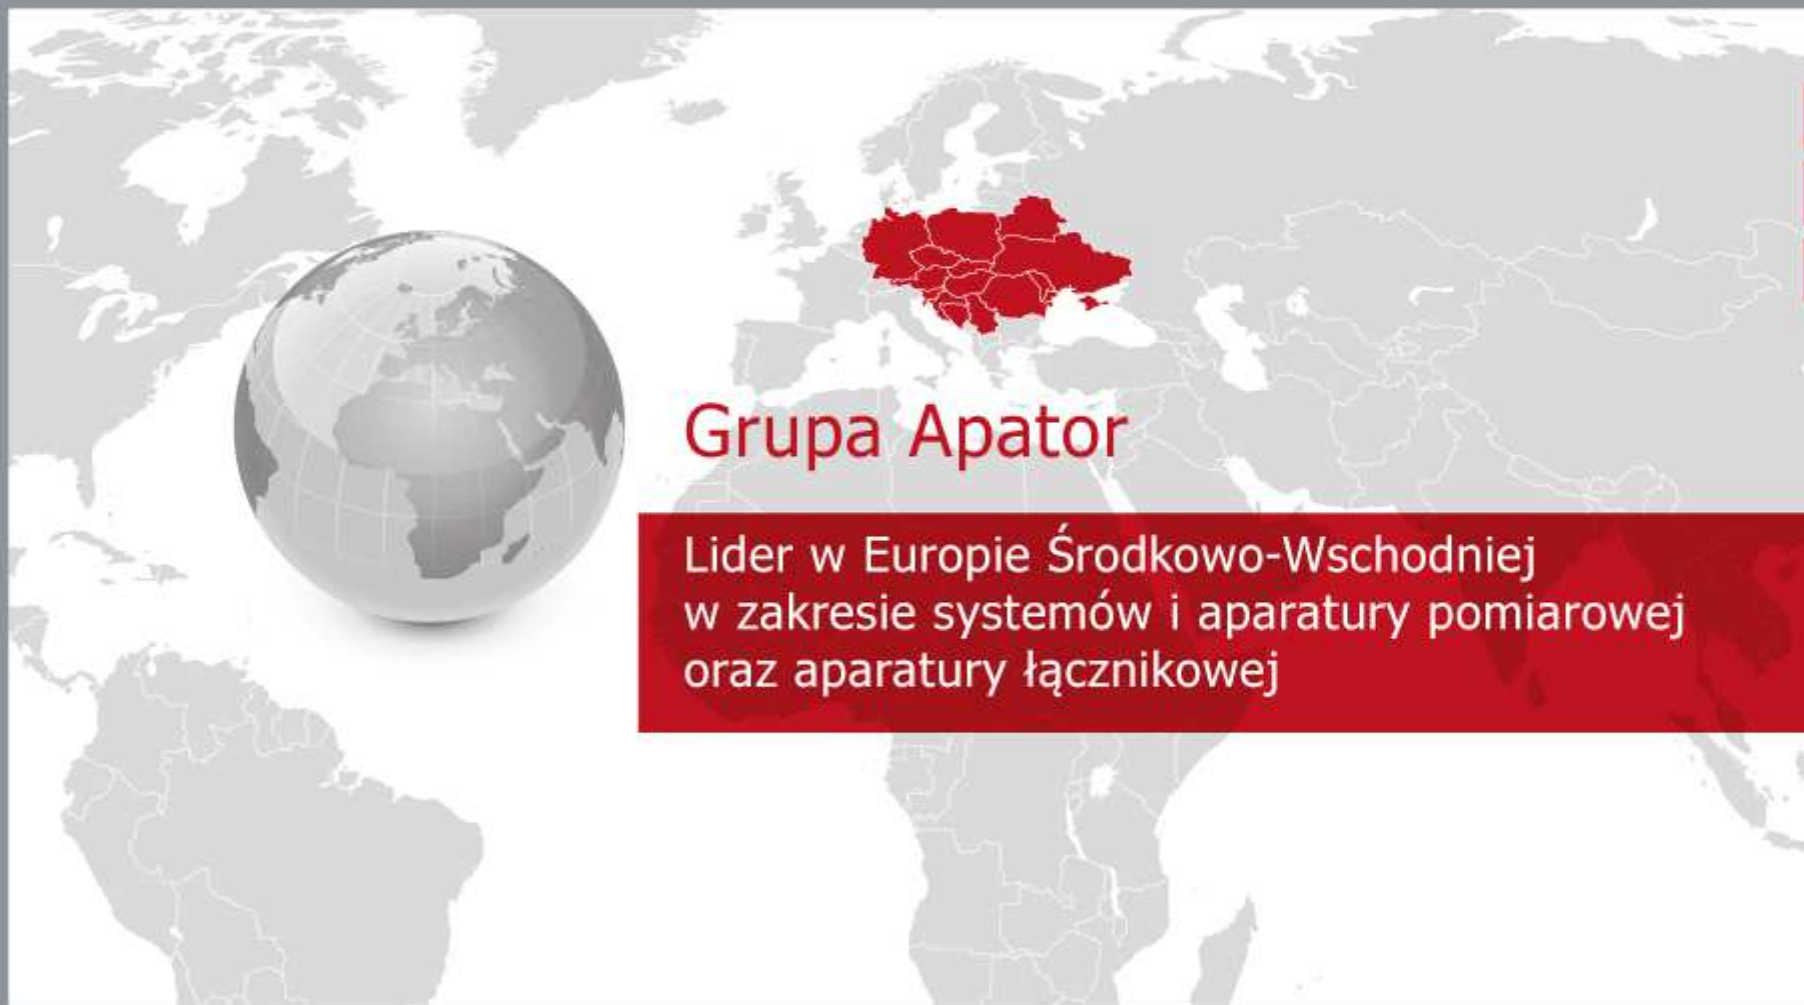 Grupa Apator
Lider w Europie Środkowo-Wschodniej
w zakresie systemów i aparatury pomiarowej
oraz aparatury łącznikowej